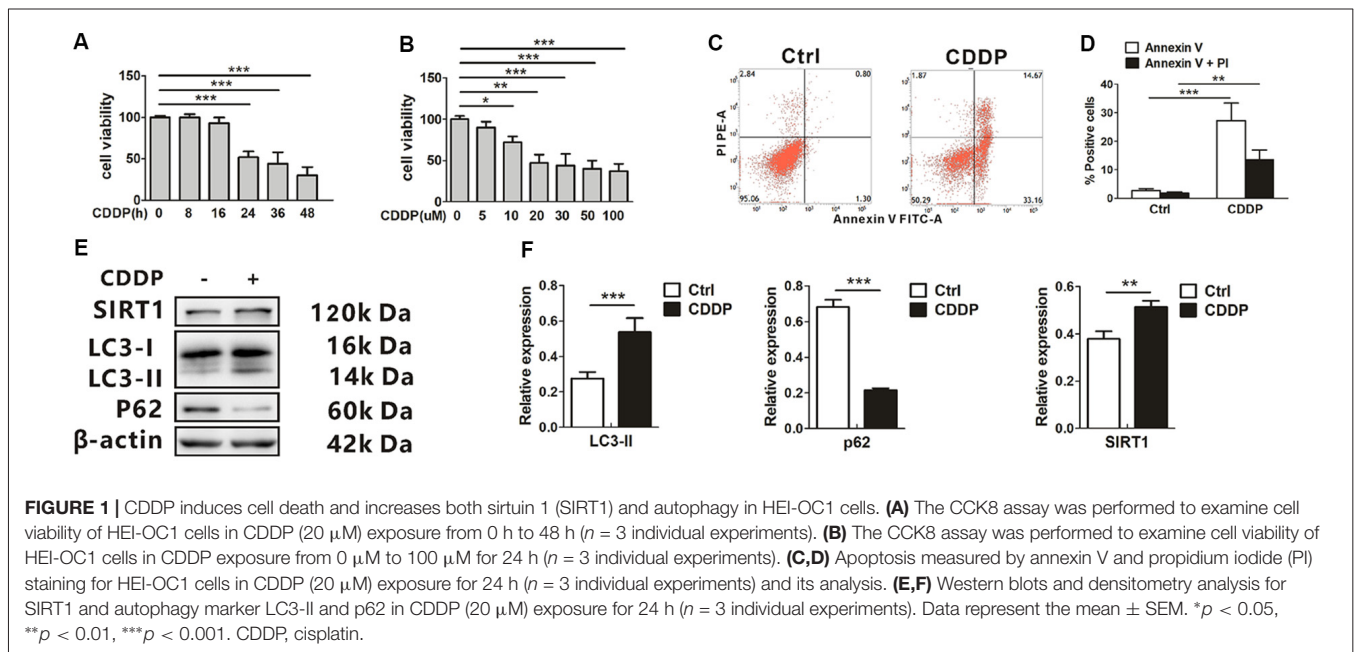 A
***
***
***
cell viability
150
100
50
0
CDDP(h) 0 8 16 24 36 48
B
***
***
***
**
*
cell viability
150
100
50
0
CDDP(uM) 0 5 10 20 30 50 100
C
Ctrl CDDP
2.84 0.80
95.06 1.30
1.87 14.67
50.29 33.16
PI PE-A
Annexin V FITC-A
D
Annexin V
Annexin V + PI
**
***
% Positive cells
40
30
20
10
0
Ctrl CDDP
E
CDDP - +
SIRT1 120k Da
LC3-I 16k Da
LC3-II 14k Da
P62 60k Da
β-actin 42k Da
F
Relative expression
0.8
0.6
0.4
0.2
0.0
***
Ctrl
CDDP
LC3-II
Relative expression
0.8
0.6
0.4
0.2
0.0
***
Ctrl
CDDP
p62
Relative expression
0.6
0.4
0.2
0.0
**
Ctrl
CDDP
SIRT1
FIGURE 1 | CDDP induces cell death and increases both sirtuin 1 (SIRT1) and autophagy in HEI-OC1 cells. (A) The CCK8 assay was performed to examine cell
viability of HEI-OC1 cells in CDDP (20 μM) exposure from 0 h to 48 h (n = 3 individual experiments). (B) The CCK8 assay was performed to examine cell viability of
HEI-OC1 cells in CDDP exposure from 0 μM to 100 μM for 24 h (n = 3 individual experiments). (C,D) Apoptosis measured by annexin V and propidium iodide (PI)
staining for HEI-OC1 cells in CDDP (20 μM) exposure for 24 h (n = 3 individual experiments) and its analysis. (E,F) Western blots and densitometry analysis for
SIRT1 and autophagy marker LC3-II and p62 in CDDP (20 μM) exposure for 24 h (n = 3 individual experiments). Data represent the mean ± SEM. *p < 0.05,
**p < 0.01, ***p < 0.001. CDDP, cisplatin.